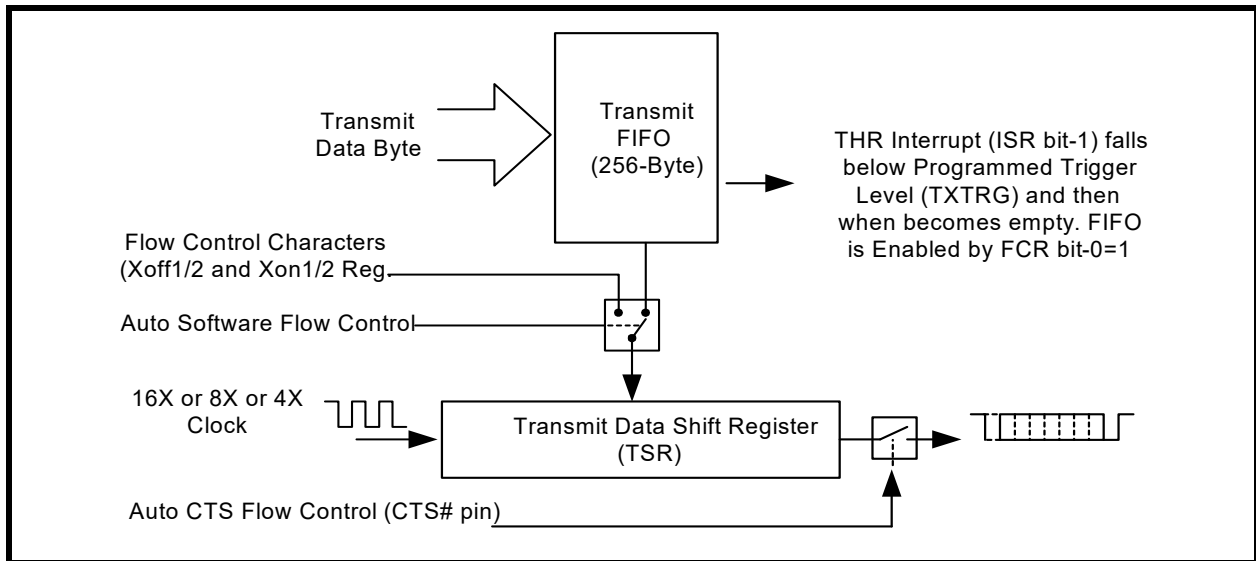 Transmit
Data Byte
Transmit
FIFO
(256-Byte)
THR Interrupt (ISR bit-1) falls
below Programmed Trigger
Level (TXTRG) and then
when becomes empty. FIFO
is Enabled by FCR bit-0=1
Flow Control Characters
(Xoff1/2 and Xon1/2 Reg.
Auto Software Flow Control
16X or 8X or 4X
Clock
Transmit Data Shift Register
(TSR)
Auto CTS Flow Control (CTS# pin)